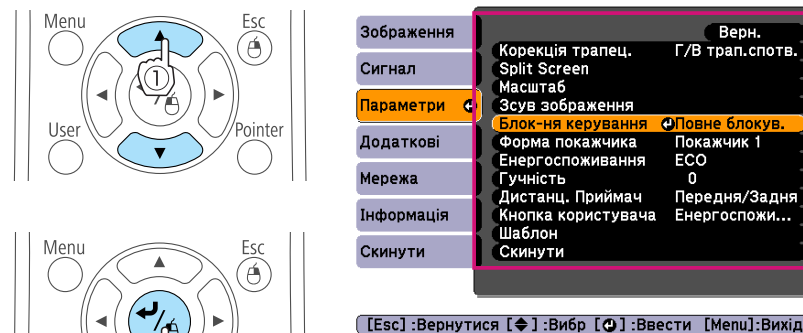 Menu Esc
1
User Pointer
Menu Esc
Зображення
Сигнал
Параметри
Додаткові
Мережа
Інформація
Скинути
Верн.
Корекція трапец. Г/В трап.спотв.
Split Screen
Масштаб
Зсув зображення
Блок-ня керування Повне блокув.
Форма покажчика Покажчик 1
Енергоспоживання ECO
Гучність 0
Дистанц. Приймач Передня/Задня
Кнопка користувача Енергоспожи...
Шаблон
Скинути
[Esc] :Вернутися [◆] :Вибр [⏎] :Ввести [Menu]:Вихід